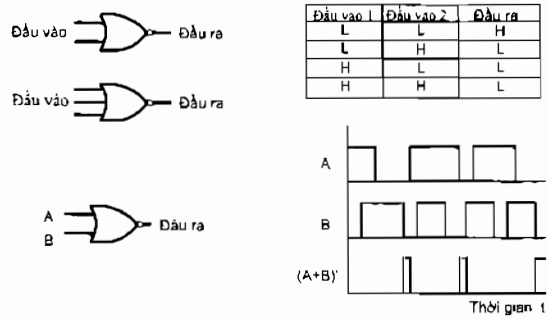 Đầu vào
Đầu ra
Đầu vào
Đầu ra
A
B
Đầu ra
Đầu vào 1 Đầu vào 2 Đầu ra
L L H
L H L
H L L
H H L
A
B
(A+B)'
Thời gian t